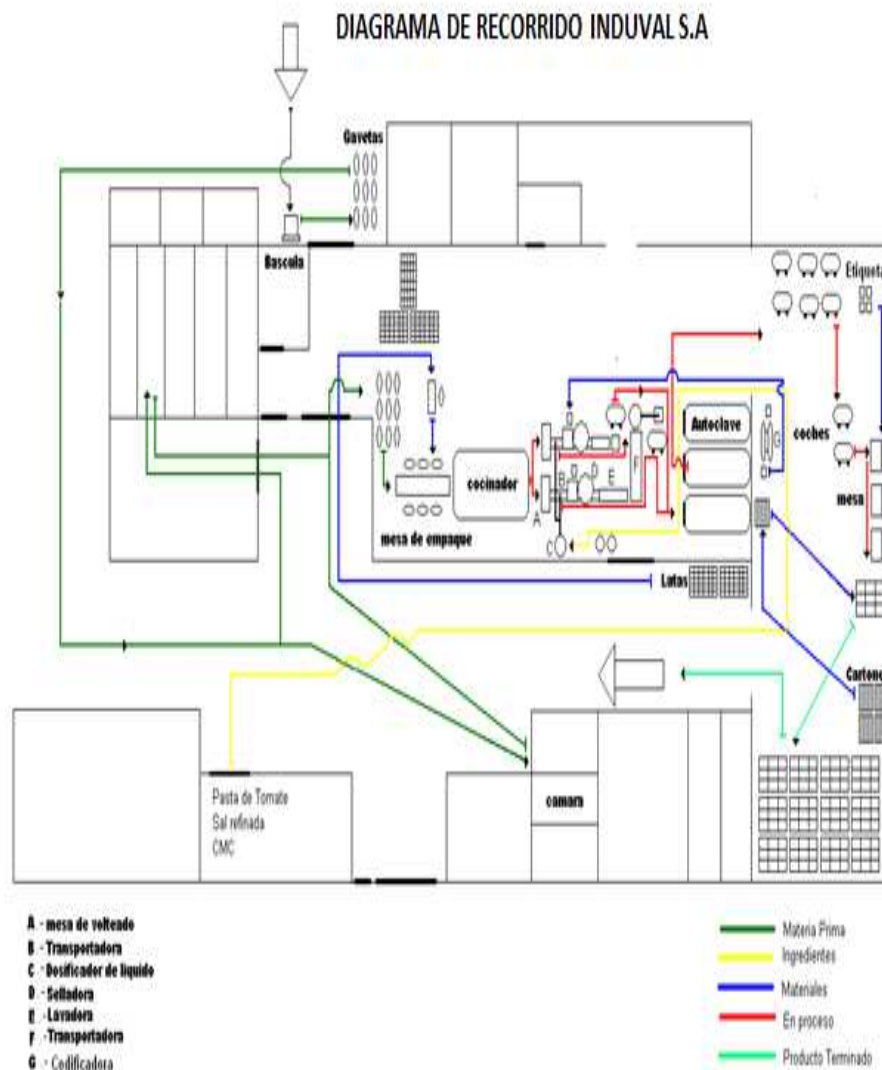 DIAGRAMA DE RECORRIDO INDUVAL S.A
Gavetas
Bascula
Etiqueta
Autoclave
coches
G
cocinador
B
D
E
F
A
mesa
mesa de empaque
C
Latas
Cartone
camara
Pasta de Tomate
Sal refinada
CMC
A - mesa de volteado
B - Transportadora
C - Dosificador de liquido
D - Selladora
E - Lavadora
F - Transportadora
G - Codificadora
Materia Prima
Ingredientes
Materiales
En proceso
Producto Terminado